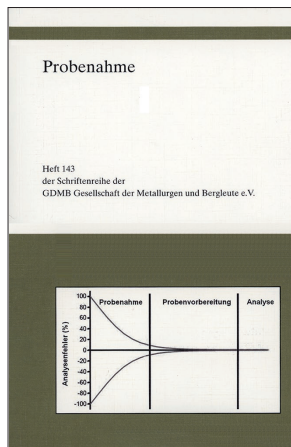 Probenahme
Heft 143
der Schriftenreihe der
GDMB Gesellschaft der Metallurgen und Bergleute e.V.
Probenahme Probenvorbereitung Analyse
Analysenfehler (%)
100
80
60
40
20
0
-20
-40
-60
-80
-100